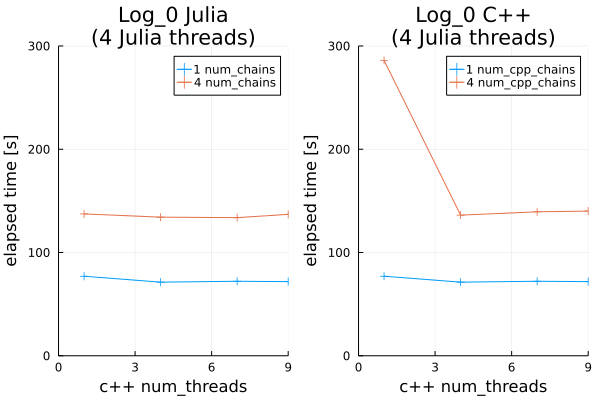 Log_0 Julia
(4 Julia threads)
300
200
100
0
0 3 6 9
elapsed time [s]
c++ num_threads
1 num_chains
4 num_chains
Log_0 C++
(4 Julia threads)
300
200
100
0
0 3 6 9
elapsed time [s]
c++ num_threads
1 num_cpp_chains
4 num_cpp_chains